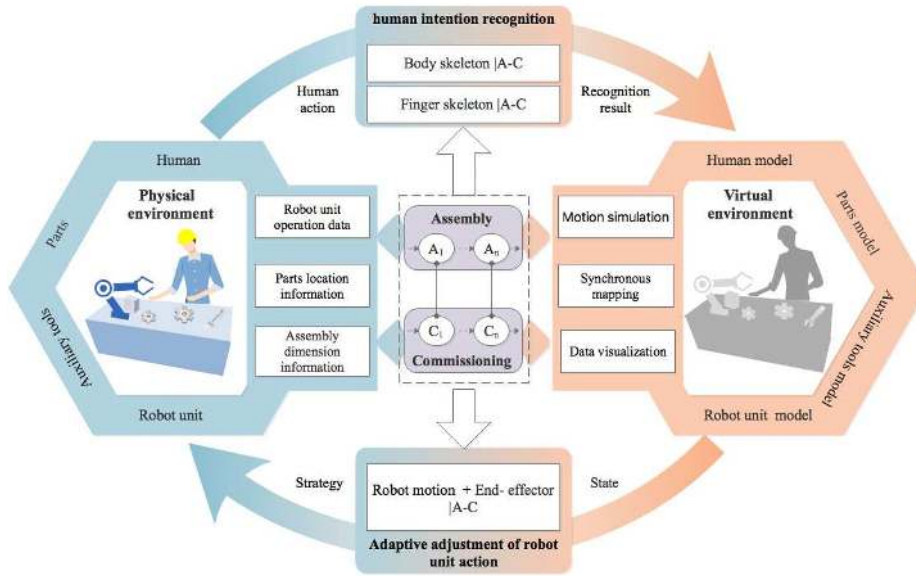 human intention recognition
Body skeleton |A-C
Finger skeleton |A-C
Human
action
Recognition
result
Human
Parts
Auxiliary tools
Robot unit
Physical
environment
Robot unit
operation data
Parts location
information
Assembly
dimension
information
Assembly
A1
An
C1
Cn
Commissioning
Motion simulation
Synchronous
mapping
Data visualization
Virtual
environment
Human model
Parts model
Auxiliary tools model
Robot unit model
Strategy
State
Robot motion + End- effector
|A-C
Adaptive adjustment of robot
unit action